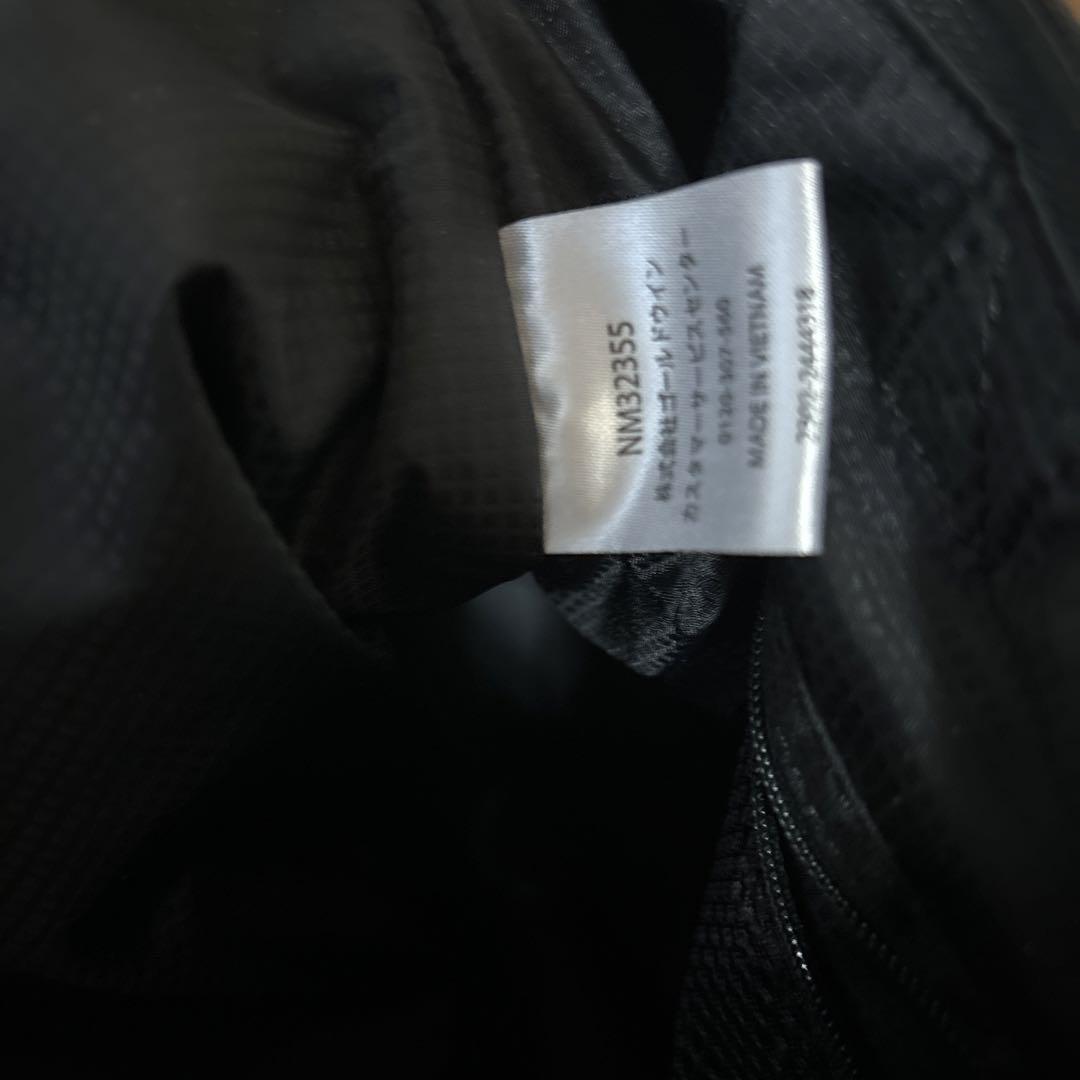 NM32355
株式会社ゴールドウイン
カスタマーサービスセンター
0120-307-560
MADE IN VIETNAM